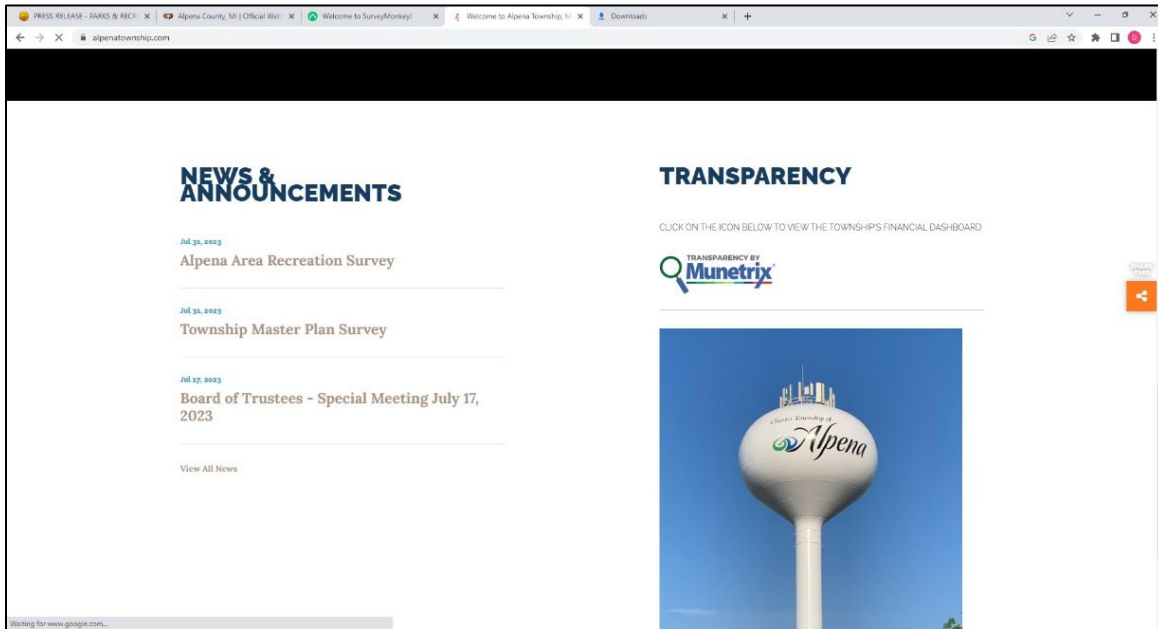 PRESS RELEASE - PARKS & RECR
Alpena County, MI | Official Web
Welcome to SurveyMonkey!
Welcome to Alpena Township, M
Downloads
alpenatownship.com
NEWS &
ANNOUNCEMENTS
Jul 31, 2023
Alpena Area Recreation Survey
Jul 31, 2023
Township Master Plan Survey
Jul 17, 2023
Board of Trustees - Special Meeting July 17,
2023
View All News
TRANSPARENCY
CLICK ON THE ICON BELOW TO VIEW THE TOWNSHIP'S FINANCIAL DASHBOARD
TRANSPARENCY BY
Munetrix
SHARE
THIS
Charter Township of
Alpena
Waiting for www.google.com...